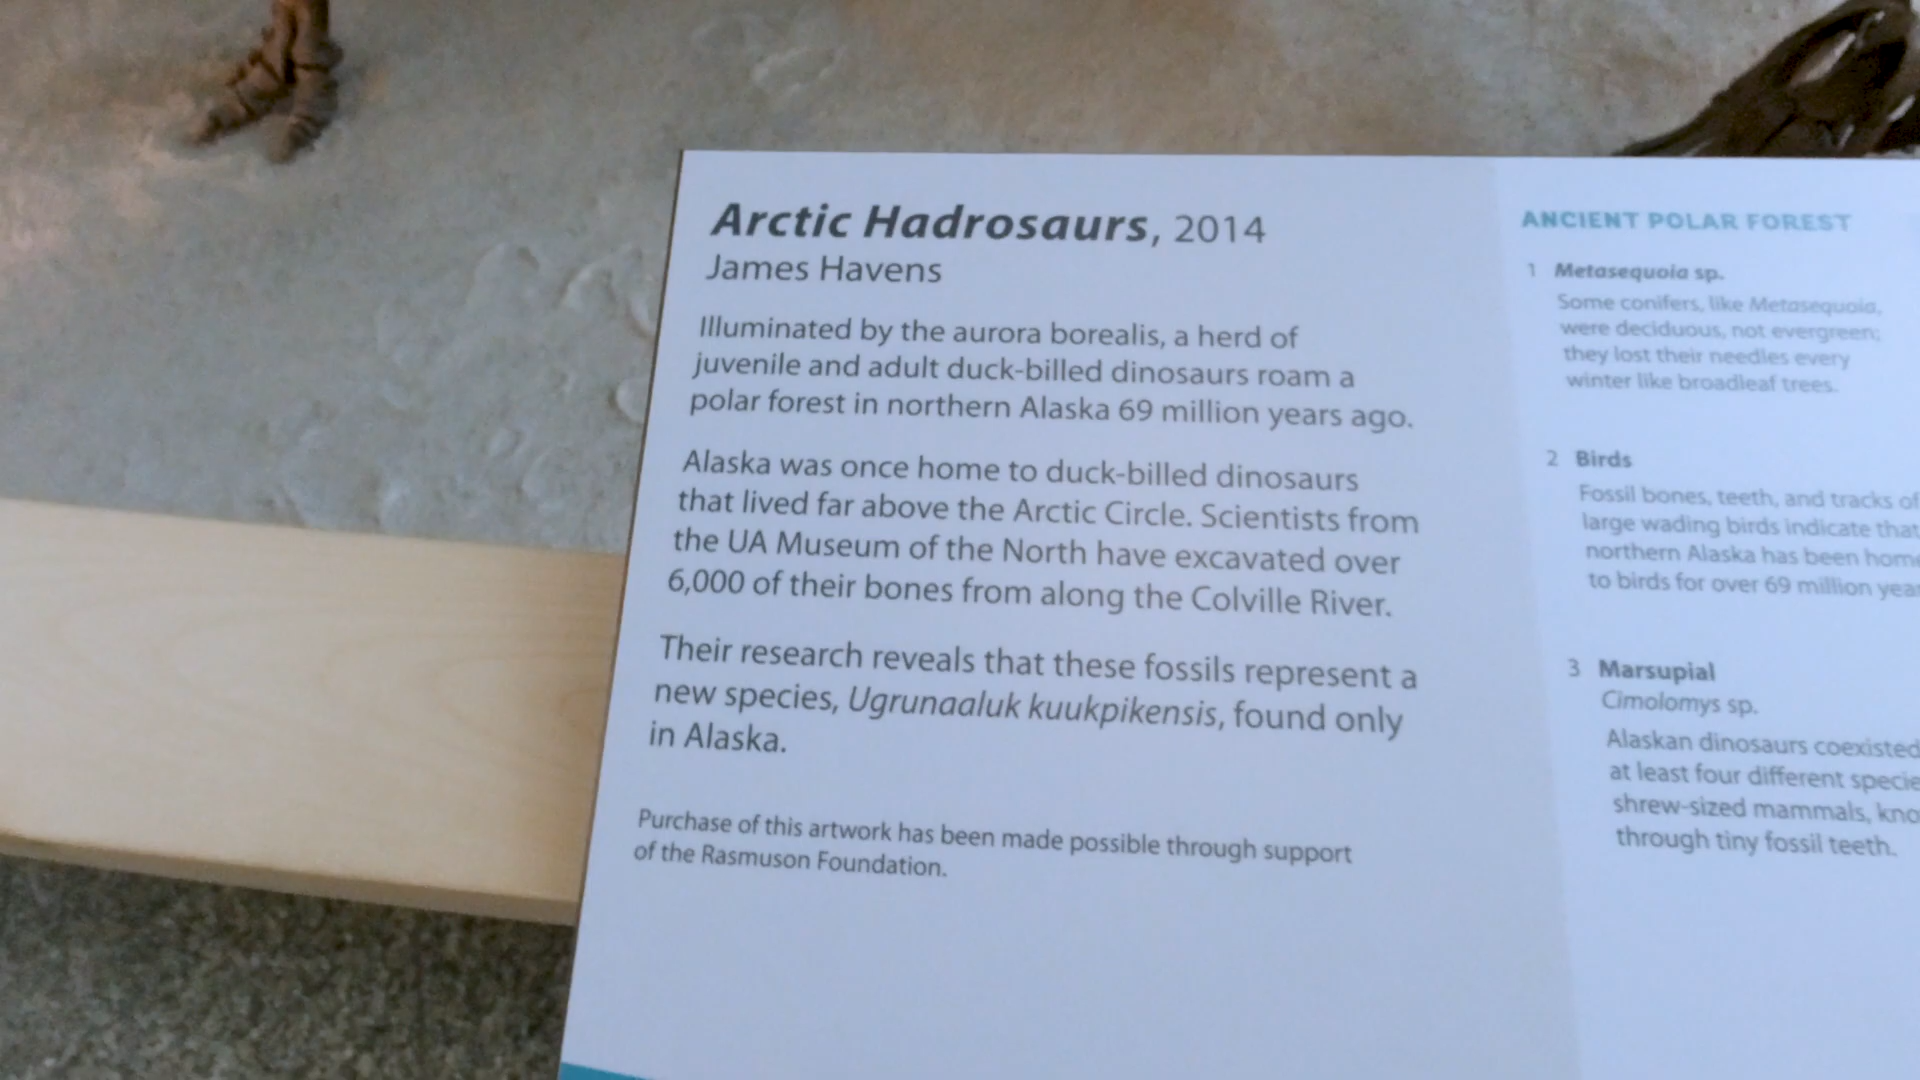 Arctic Hadrosaurs, 2014
James Havens
Illuminated by the aurora borealis, a herd of
juvenile and adult duck-billed dinosaurs roam a
polar forest in northern Alaska 69 million years ago.
Alaska was once home to duck-billed dinosaurs
that lived far above the Arctic Circle. Scientists from
the UA Museum of the North have excavated over
6,000 of their bones from along the Colville River.
Their research reveals that these fossils represent a
new species, Ugrunaaluk kuukpikensis, found only
in Alaska.
Purchase of this artwork has been made possible through support
of the Rasmuson Foundation.
ANCIENT POLAR FOREST
1 Metasequoia sp.
Some conifers, like Metasequoia,
were deciduous, not evergreen;
they lost their needles every
winter like broadleaf trees.
2 Birds
Fossil bones, teeth, and tracks of
large wading birds indicate that
northern Alaska has been
to birds for over 69 million
3 Marsupial
Cimolomys sp.
Alaskan dinosaurs coexisted
at least four different
shrew-sized mammals,
through tiny fossil teeth.